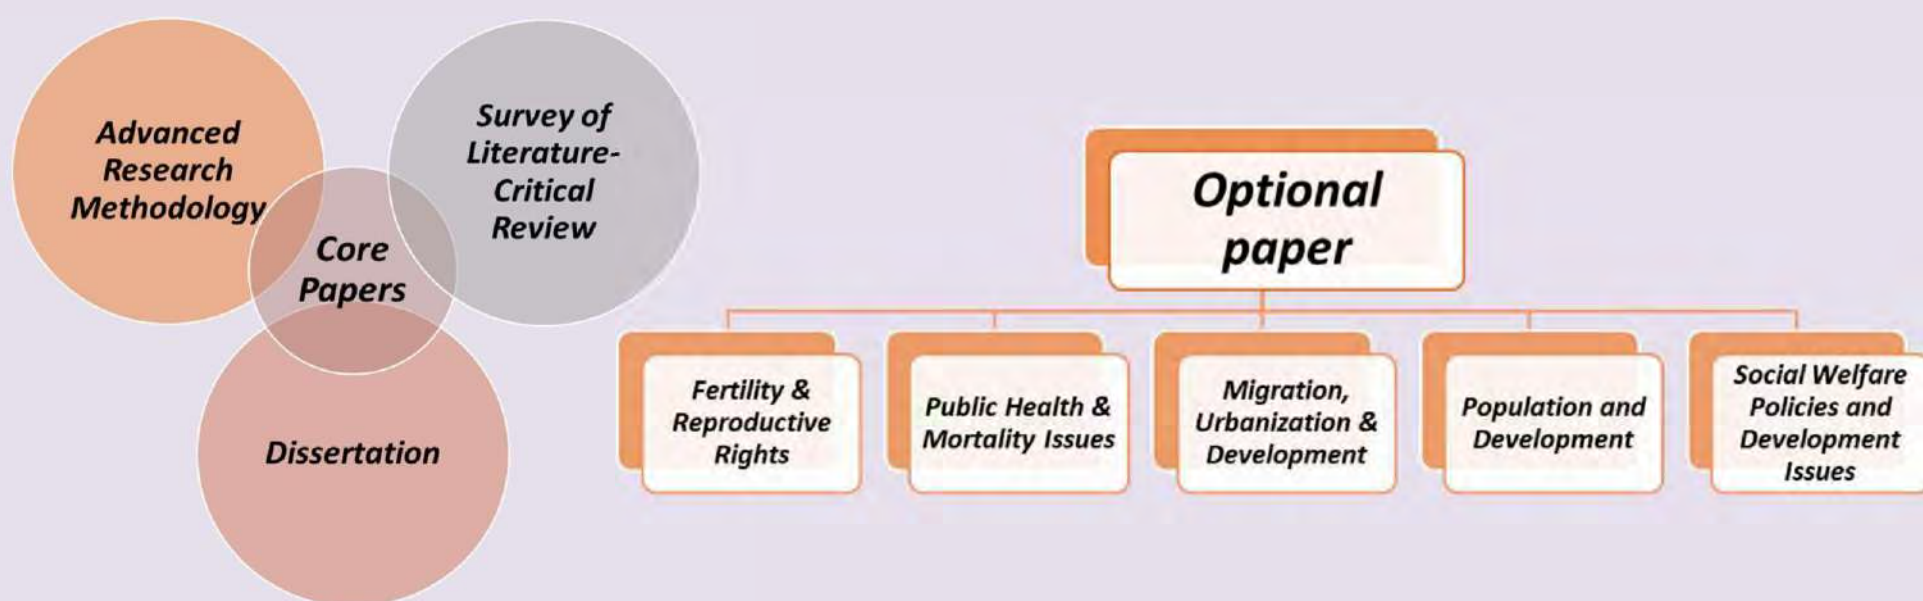 Advanced
Research
Methodology
Survey of
Literature-
Critical
Review
Core
Papers
Dissertation
Optional
paper
Fertility &
Reproductive
Rights
Public Health &
Mortality Issues
Migration,
Urbanization &
Development
Population and
Development
Social Welfare
Policies and
Development
Issues